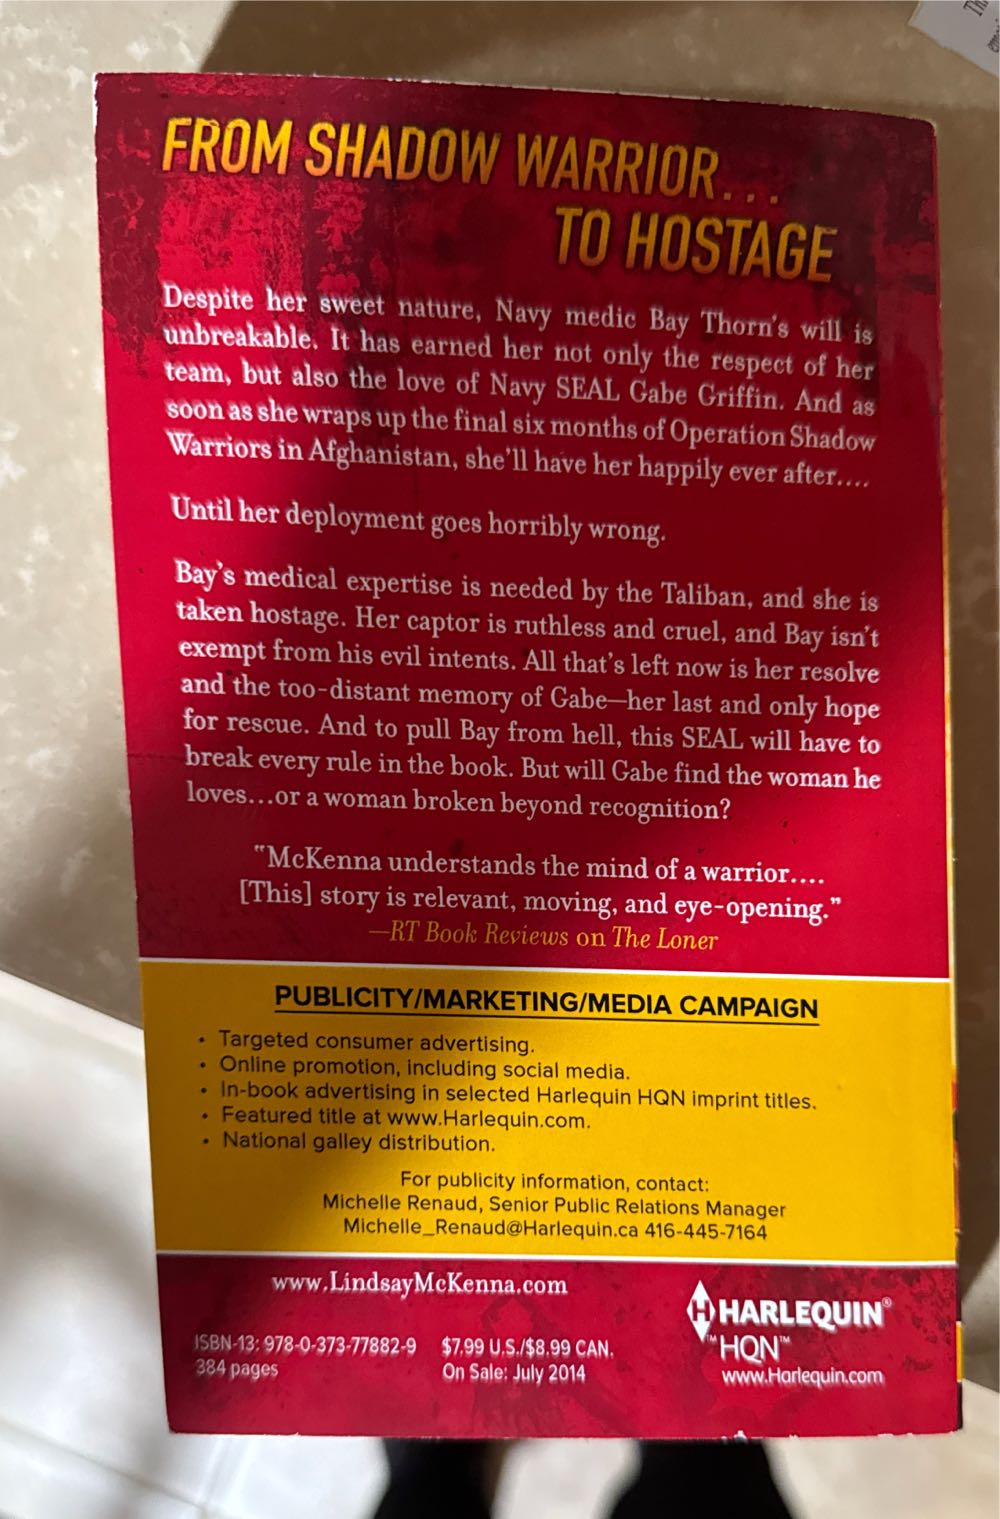 FROM SHADOW WARRIOR...
TO HOSTAGE
Despite her sweet nature, Navy medic Bay Thorn's will is
unbreakable. It has earned her not only the respect of her
team, but also the love of Navy SEAL Gabe Griffin. And as
soon as she wraps up the final six months of Operation Shadow
Warriors in Afghanistan, she'll have her happily ever after....
Until her deployment goes horribly wrong.
Bay's medical expertise is needed by the Taliban, and she is
taken hostage. Her captor is ruthless and cruel, and Bay isn't
exempt from his evil intents. All that's left now is her resolve
and the too-distant memory of Gabe—her last and only hope
for rescue. And to pull Bay from hell, this SEAL will have to
break every rule in the book. But will Gabe find the woman he
loves...or a woman broken beyond recognition?
"McKenna understands the mind of a warrior....
[This] story is relevant, moving, and eye-opening."
—RT Book Reviews on The Loner
PUBLICITY/MARKETING/MEDIA CAMPAIGN
• Targeted consumer advertising.
• Online promotion, including social media.
• In-book advertising in selected Harlequin HQN imprint titles.
• Featured title at www.Harlequin.com.
• National galley distribution.
For publicity information, contact:
Michelle Renaud, Senior Public Relations Manager
Michelle_Renaud@Harlequin.ca 416-445-7164
www.LindsayMcKenna.com
ISBN-13: 978-0-373-77882-9
384 pages
$7.99 U.S./$8.99 CAN.
On Sale: July 2014
H HARLEQUIN®
™HQN™
www.Harlequin.com